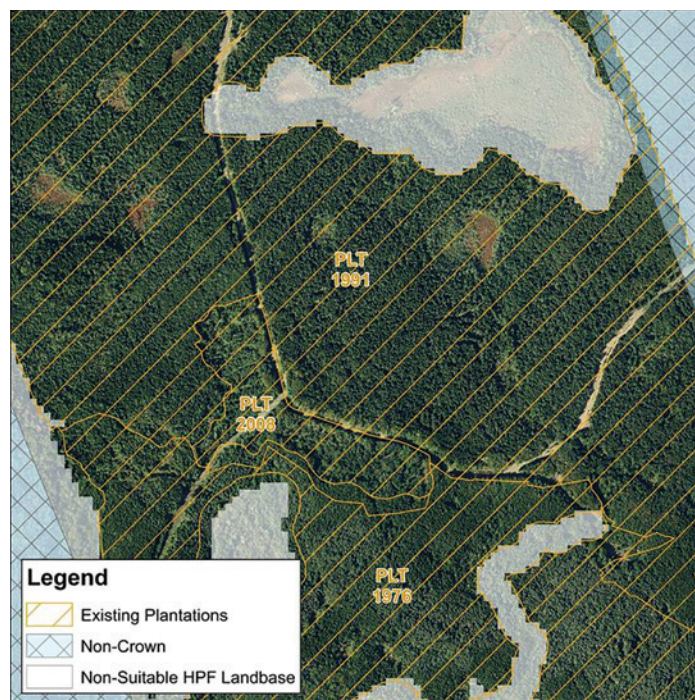 PLT
1991
PLT
2008
PLT
1976
Legend
Existing Plantations
Non-Crown
Non-Suitable HPF Landbase